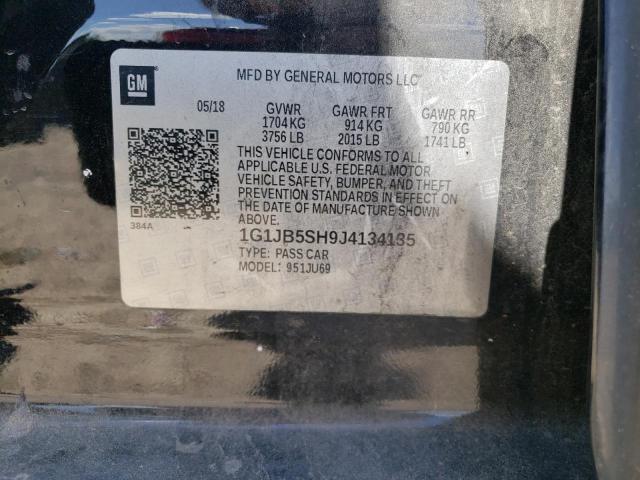 GM
MFD BY GENERAL MOTORS LLC
05/18 GVWR GAWR FRT GAWR RR
1704 KG 914 KG 790 KG
3756 LB 2015 LB 1741 LB
THIS VEHICLE CONFORMS TO ALL
APPLICABLE U.S. FEDERAL MOTOR
VEHICLE SAFETY, BUMPER, AND THEFT
PREVENTION STANDARDS IN EFFECT ON
THE DATE OF MANUFACTURE SHOWN
ABOVE.
384A
1G1JB5SH9J4134135
TYPE: PASS CAR
MODEL: 951JU69